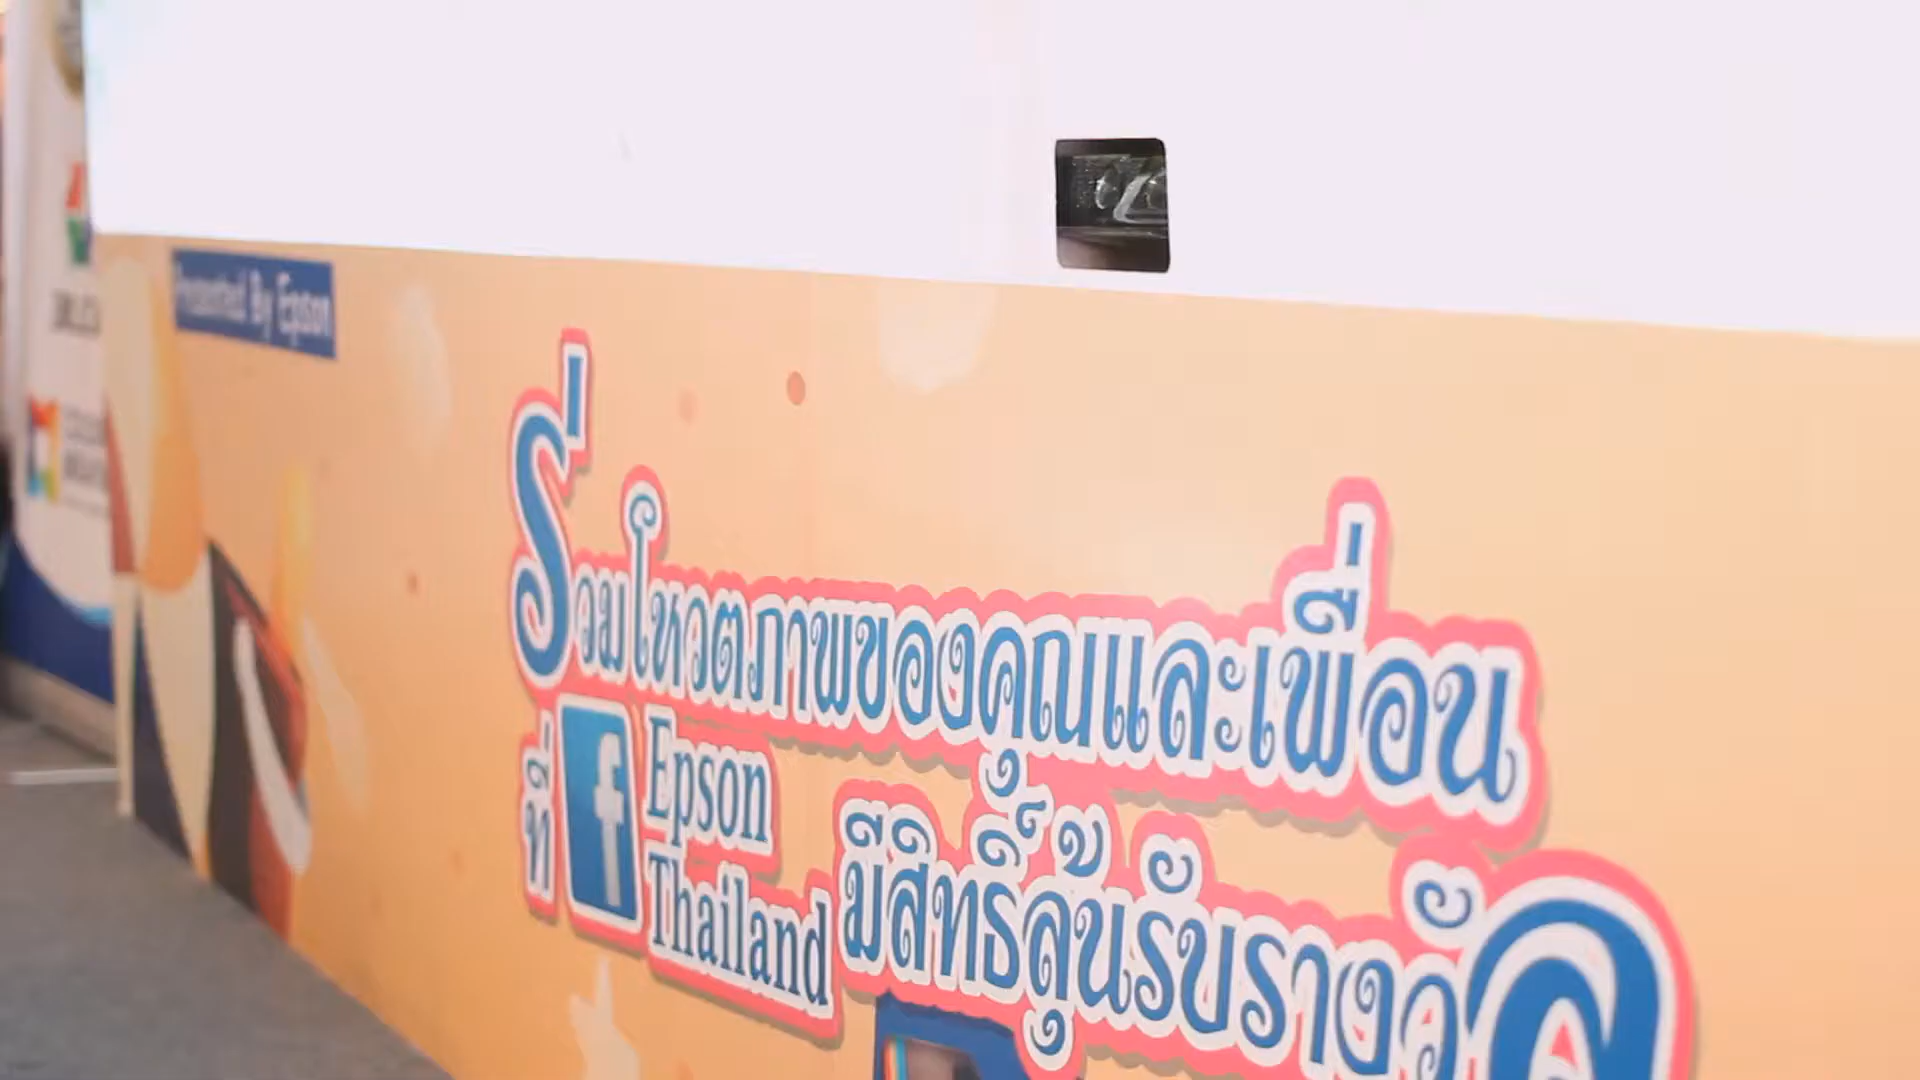 Presented By Epson
ร่วมโหวตภาพของคุณและเพื่อน
ที่ f Epson Thailand มีสิทธิ์ลุ้นรับรางวัล